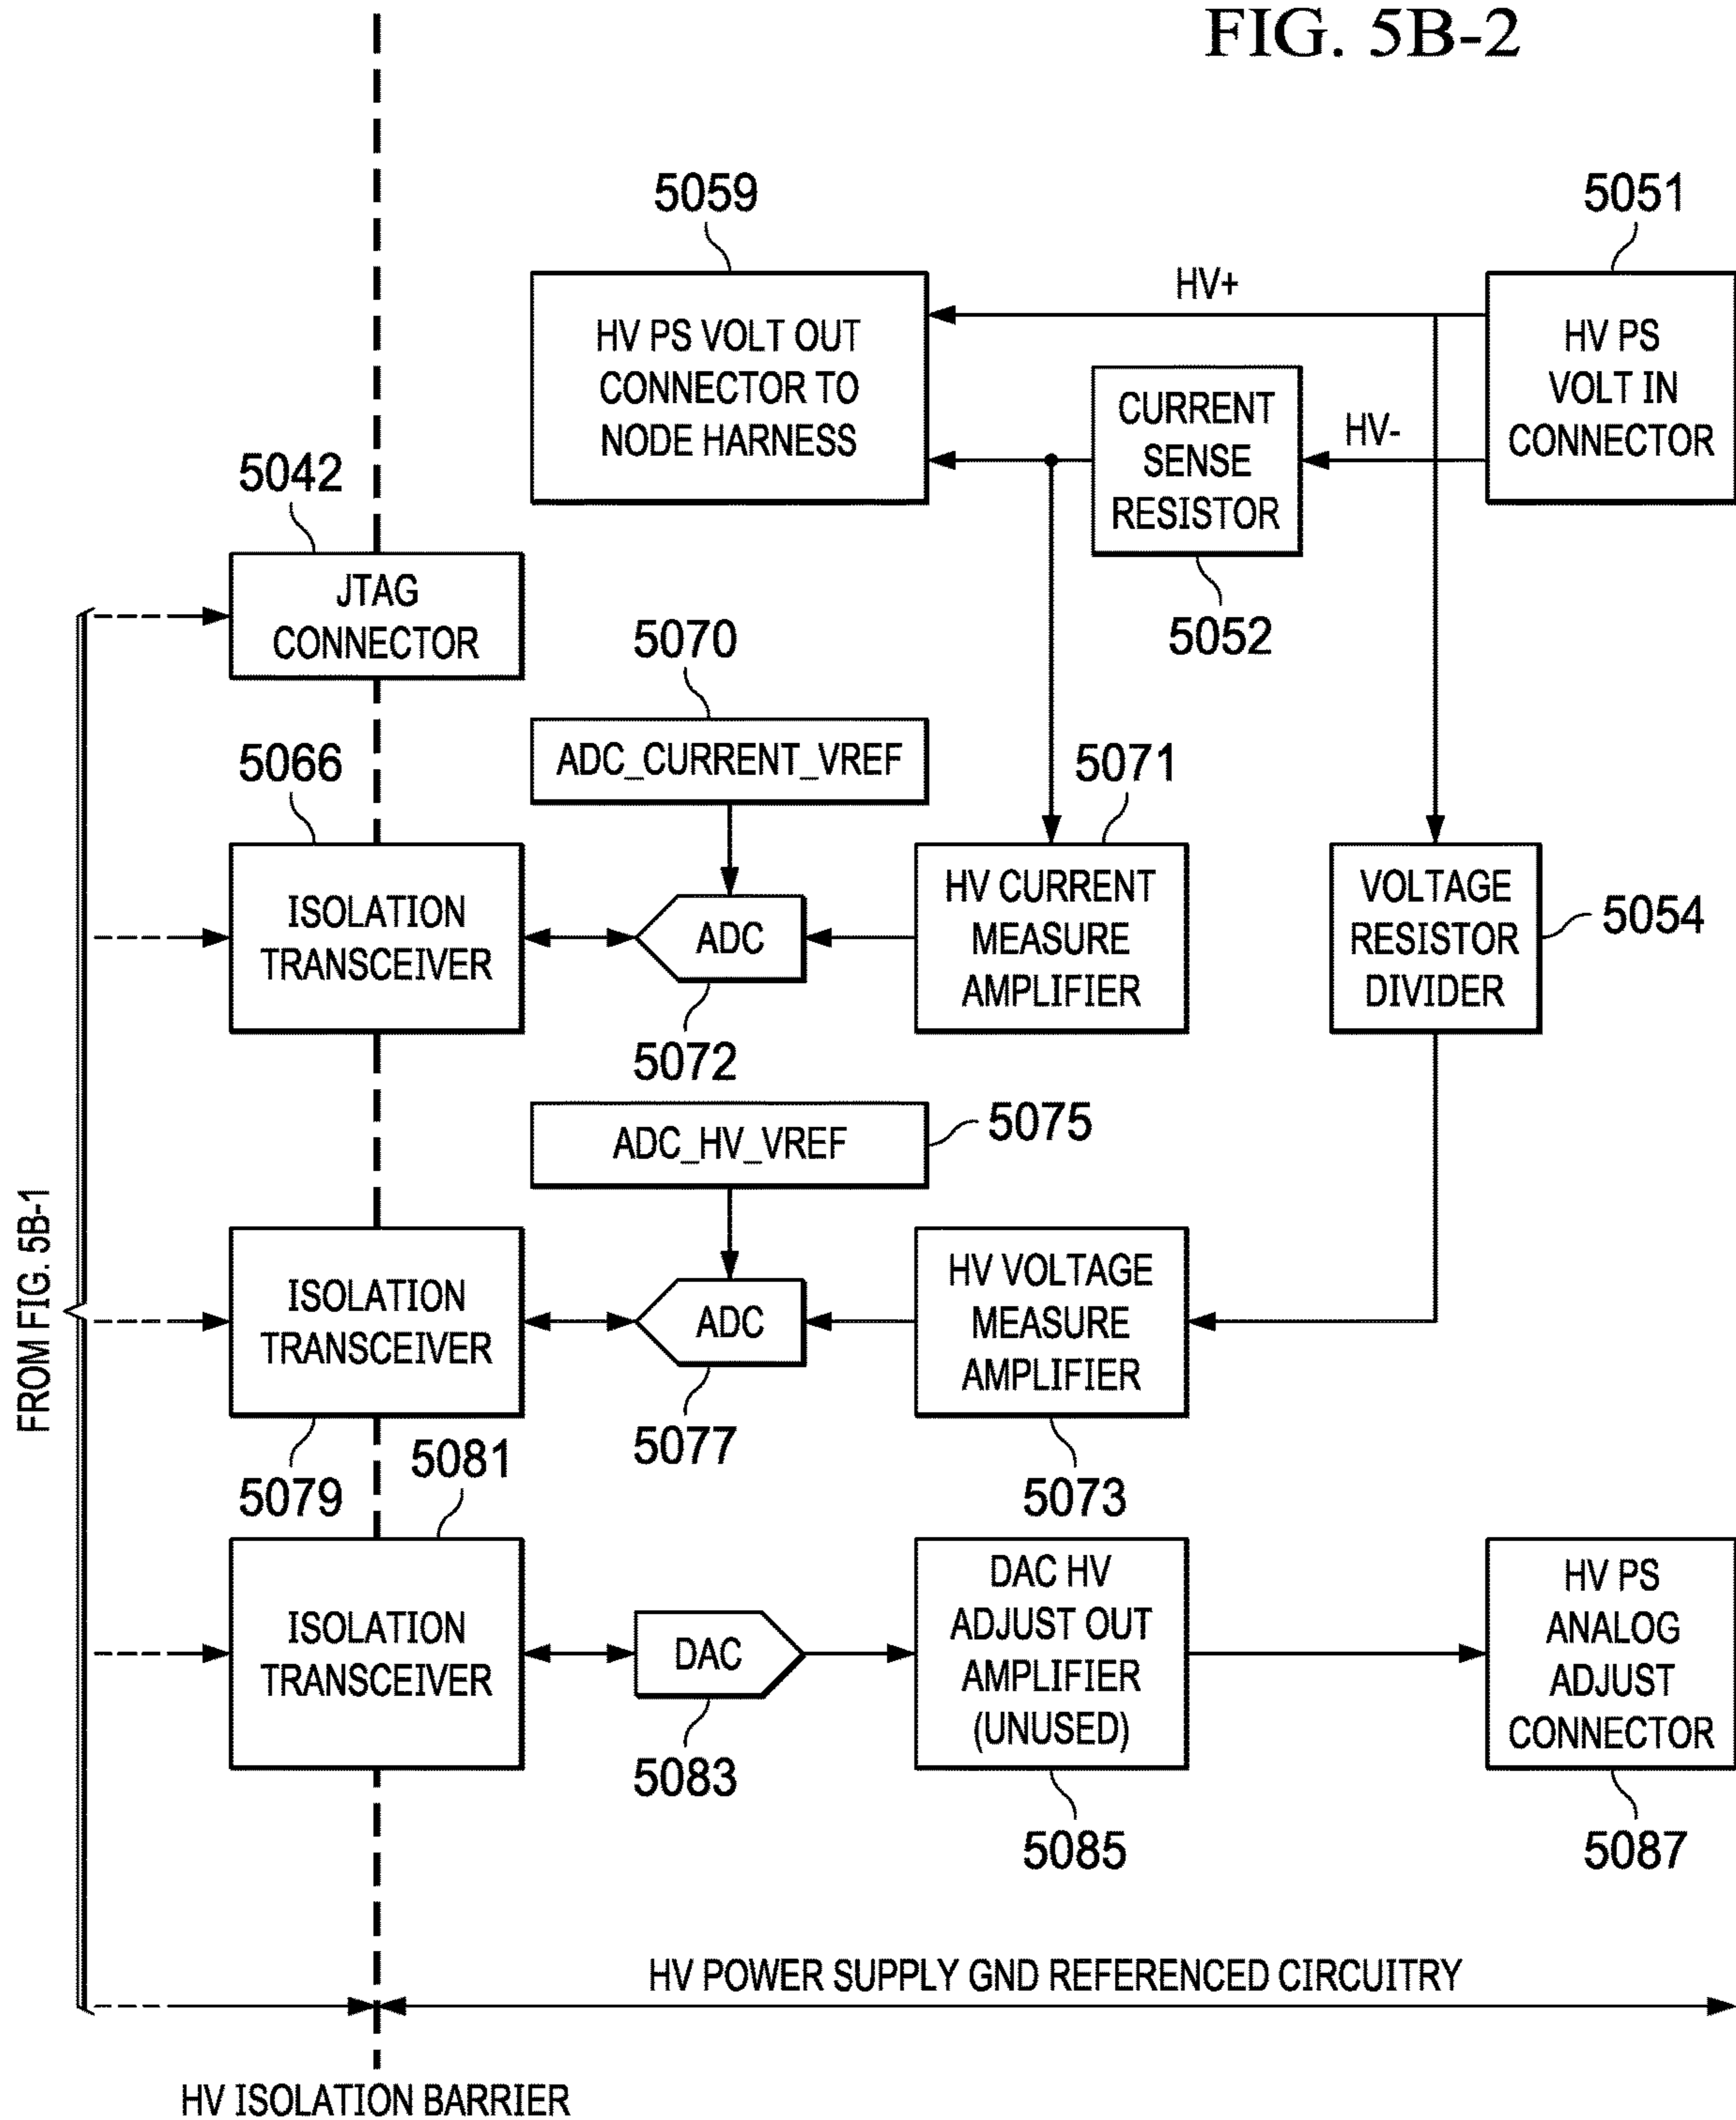 FIG. 5B-2
5059
5051
HV PS VOLT OUT
CONNECTOR TO
NODE HARNESS
HV+
HV PS
VOLT IN
CONNECTOR
CURRENT
SENSE
RESISTOR
HV-
5042
JTAG
CONNECTOR
5052
5070
ADC_CURRENT_VREF
5066
5071
ISOLATION
TRANSCEIVER
ADC
HV CURRENT
MEASURE
AMPLIFIER
VOLTAGE
RESISTOR
DIVIDER
5054
5072
ADC_HV_VREF
5075
FROM FIG. 5B-1
ISOLATION
TRANSCEIVER
ADC
HV VOLTAGE
MEASURE
AMPLIFIER
5079
5081
5077
5073
ISOLATION
TRANSCEIVER
DAC
DAC HV
ADJUST OUT
AMPLIFIER
(UNUSED)
HV PS
ANALOG
ADJUST
CONNECTOR
5083
5085
5087
HV POWER SUPPLY GND REFERENCED CIRCUITRY
HV ISOLATION BARRIER